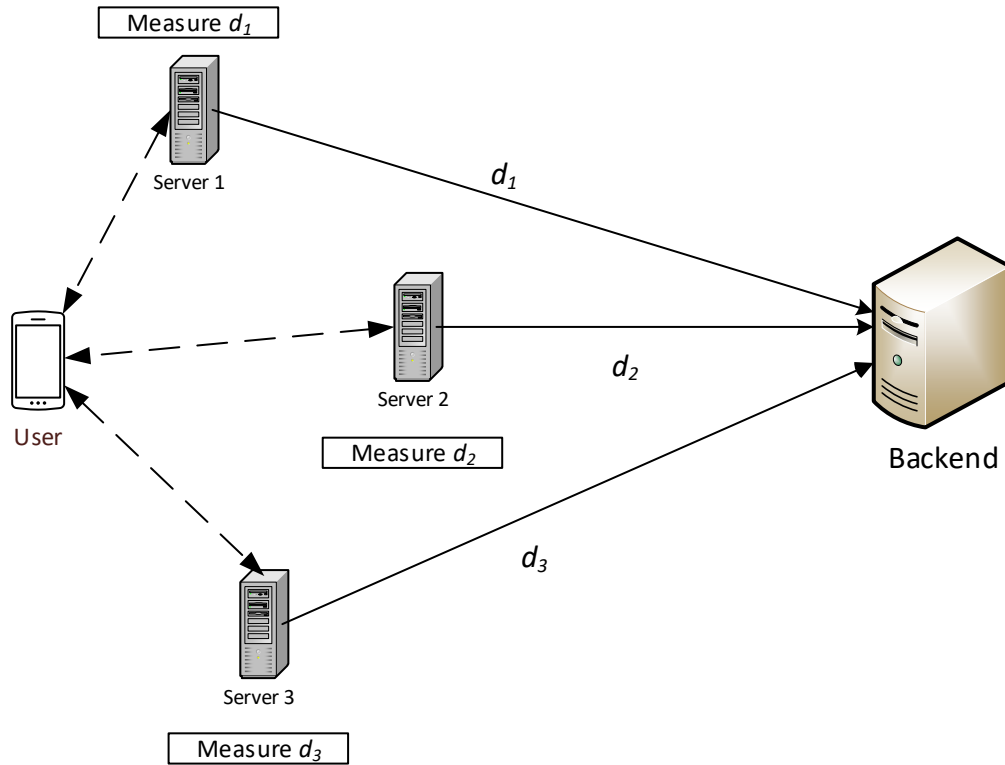 Measure d1
Server 1
d1
Server 2
d2
User
Measure d2
Backend
d3
Server 3
Measure d3